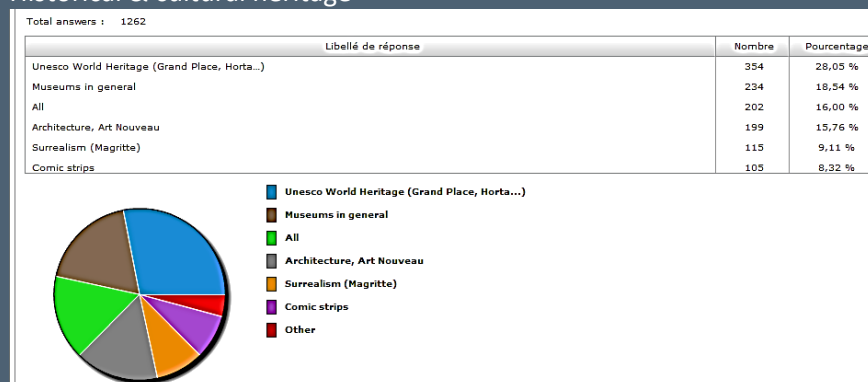 Historical & cultural heritage
Total answers : 1262
Libellé de réponse Nombre Pourcentage
Unesco World Heritage (Grand Place, Horta...) 354 28,05 %
Museums in general 234 18,54 %
All 202 16,00 %
Architecture, Art Nouveau 199 15,76 %
Surrealism (Magritte) 115 9,11 %
Comic strips 105 8,32 %
Unesco World Heritage (Grand Place, Horta...)
Museums in general
All
Architecture, Art Nouveau
Surrealism (Magritte)
Comic strips
Other